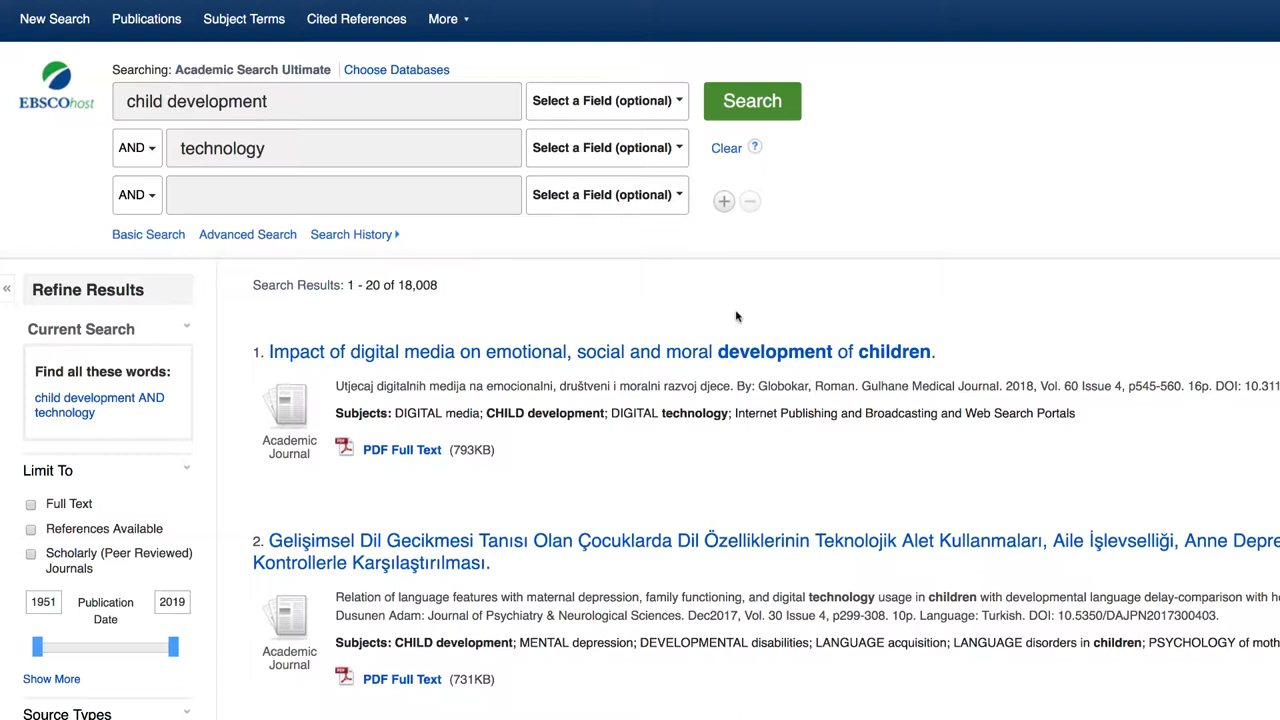 New Search Publications Subject Terms Cited References More
Searching: Academic Search Ultimate Choose Databases
EBSCOhost
child development Select a Field (optional) Search
AND technology Select a Field (optional) Clear ?
AND Select a Field (optional)
Basic Search Advanced Search Search History
« Refine Results
Current Search
Find all these words:
child development AND
technology
Limit To
Full Text
References Available
Scholarly (Peer Reviewed)
Journals
1951 Publication 2019
Date
Show More
Source Types
Search Results: 1 - 20 of 18,008
1. Impact of digital media on emotional, social and moral development of children.
Utjecaj digitalnih medija na emocionalni, društveni i moralni razvoj djece. By: Globokar, Roman. Gulhane Medical Journal. 2018, Vol. 60 Issue 4, p545-560. 16p. DOI: 10.311
Subjects: DIGITAL media; CHILD development; DIGITAL technology; Internet Publishing and Broadcasting and Web Search Portals
Academic
Journal
PDF Full Text (793KB)
2. Gelişimsel Dil Gecikmesi Tanısı Olan Çocuklarda Dil Özelliklerinin Teknolojik Alet Kullanmaları, Aile İşlevselliği, Anne Depre
Kontrollerle Karşılaştırılması.
Relation of language features with maternal depression, family functioning, and digital technology usage in children with developmental language delay-comparison with he
Dusunen Adam: Journal of Psychiatry & Neurological Sciences. Dec2017, Vol. 30 Issue 4, p299-308. 10p. Language: Turkish. DOI: 10.5350/DAJPN2017300403.
Subjects: CHILD development; MENTAL depression; DEVELOPMENTAL disabilities; LANGUAGE acquisition; LANGUAGE disorders in children; PSYCHOLOGY of moth
Academic
Journal
PDF Full Text (731KB)